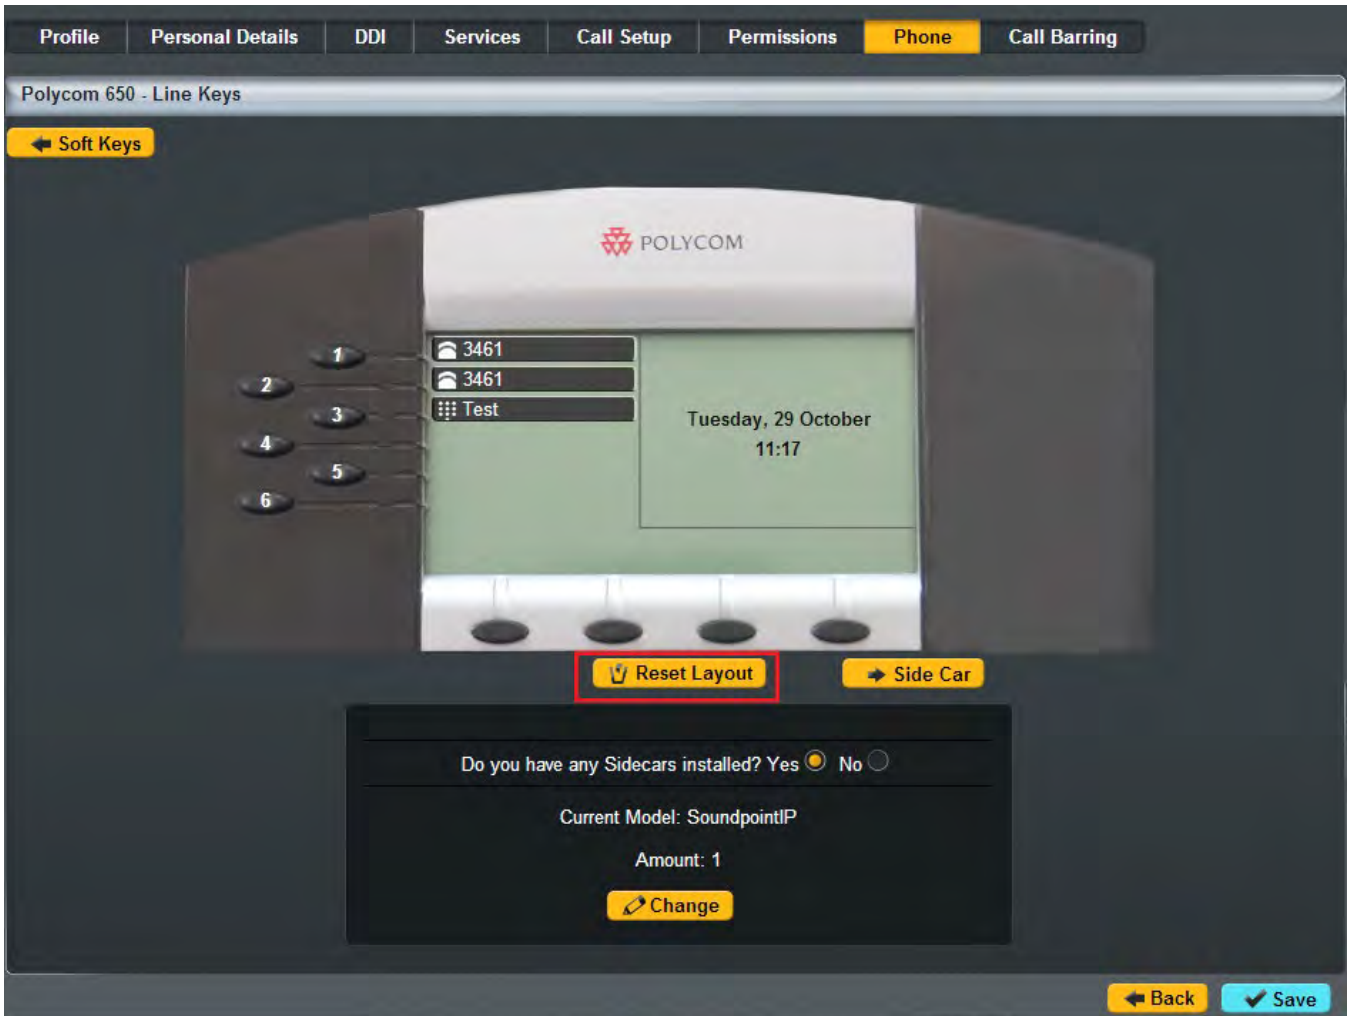 Profile Personal Details DDI Services Call Setup Permissions Phone Call Barring
Polycom 650 - Line Keys
Soft Keys
POLYCOM
1
3461
2
3461
3
Test
4
5
6
Tuesday, 29 October
11:17
Reset Layout
Side Car
Do you have any Sidecars installed? Yes No
Current Model: SoundpointIP
Amount: 1
Change
Back
Save